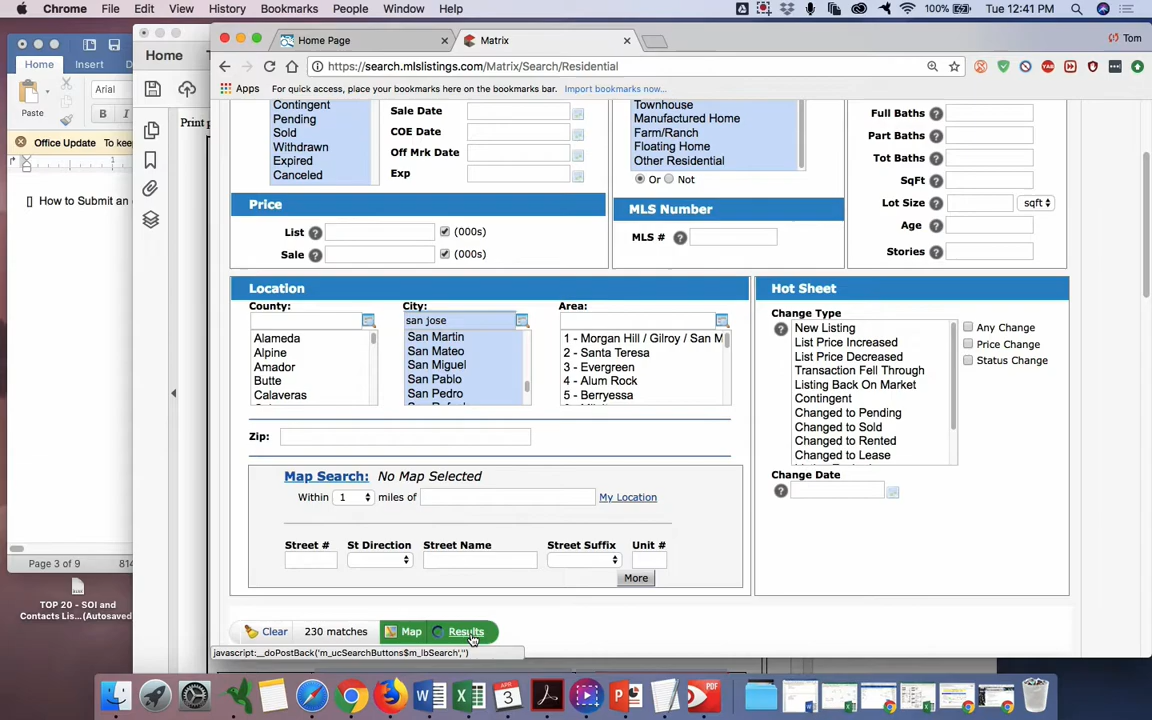 Chrome File Edit View History Bookmarks People Window Help 100% Tue 12:41 PM
Home Page Matrix Tom
https://search.mlslistings.com/Matrix/Search/Residential
Apps For quick access, place your bookmarks here on the bookmarks bar. Import bookmarks now...
Home Insert
Paste Arial B I
Office Update To kee
[] How to Submit an
Page 3 of 9 814
Home T
Print p
TOP 20 - SOI and
Contacts Lis...(Autosaved
Contingent
Pending
Sold
Withdrawn
Expired
Canceled
Sale Date
COE Date
Off Mrk Date
Exp
Townhouse
Manufactured Home
Farm/Ranch
Floating Home
Other Residential
Or Not
Full Baths
Part Baths
Tot Baths
SqFt
Lot Size sqft
Age
Stories
Price
List (000s)
Sale (000s)
MLS Number
MLS #
Location
County: City: Area:
san jose
Alameda
Alpine
Amador
Butte
Calaveras
San Martin
San Mateo
San Miguel
San Pablo
San Pedro
1 - Morgan Hill / Gilroy / San M
2 - Santa Teresa
3 - Evergreen
4 - Alum Rock
5 - Berryessa
Zip:
Map Search: No Map Selected
Within 1 miles of My Location
Street # St Direction Street Name Street Suffix Unit #
More
Hot Sheet
Change Type
New Listing
List Price Increased
List Price Decreased
Transaction Fell Through
Listing Back On Market
Contingent
Changed to Pending
Changed to Sold
Changed to Rented
Changed to Lease
Any Change
Price Change
Status Change
Change Date
Clear 230 matches Map Results
javascript:__doPostBack('m_ucSearchButtons$m_lbSearch','')